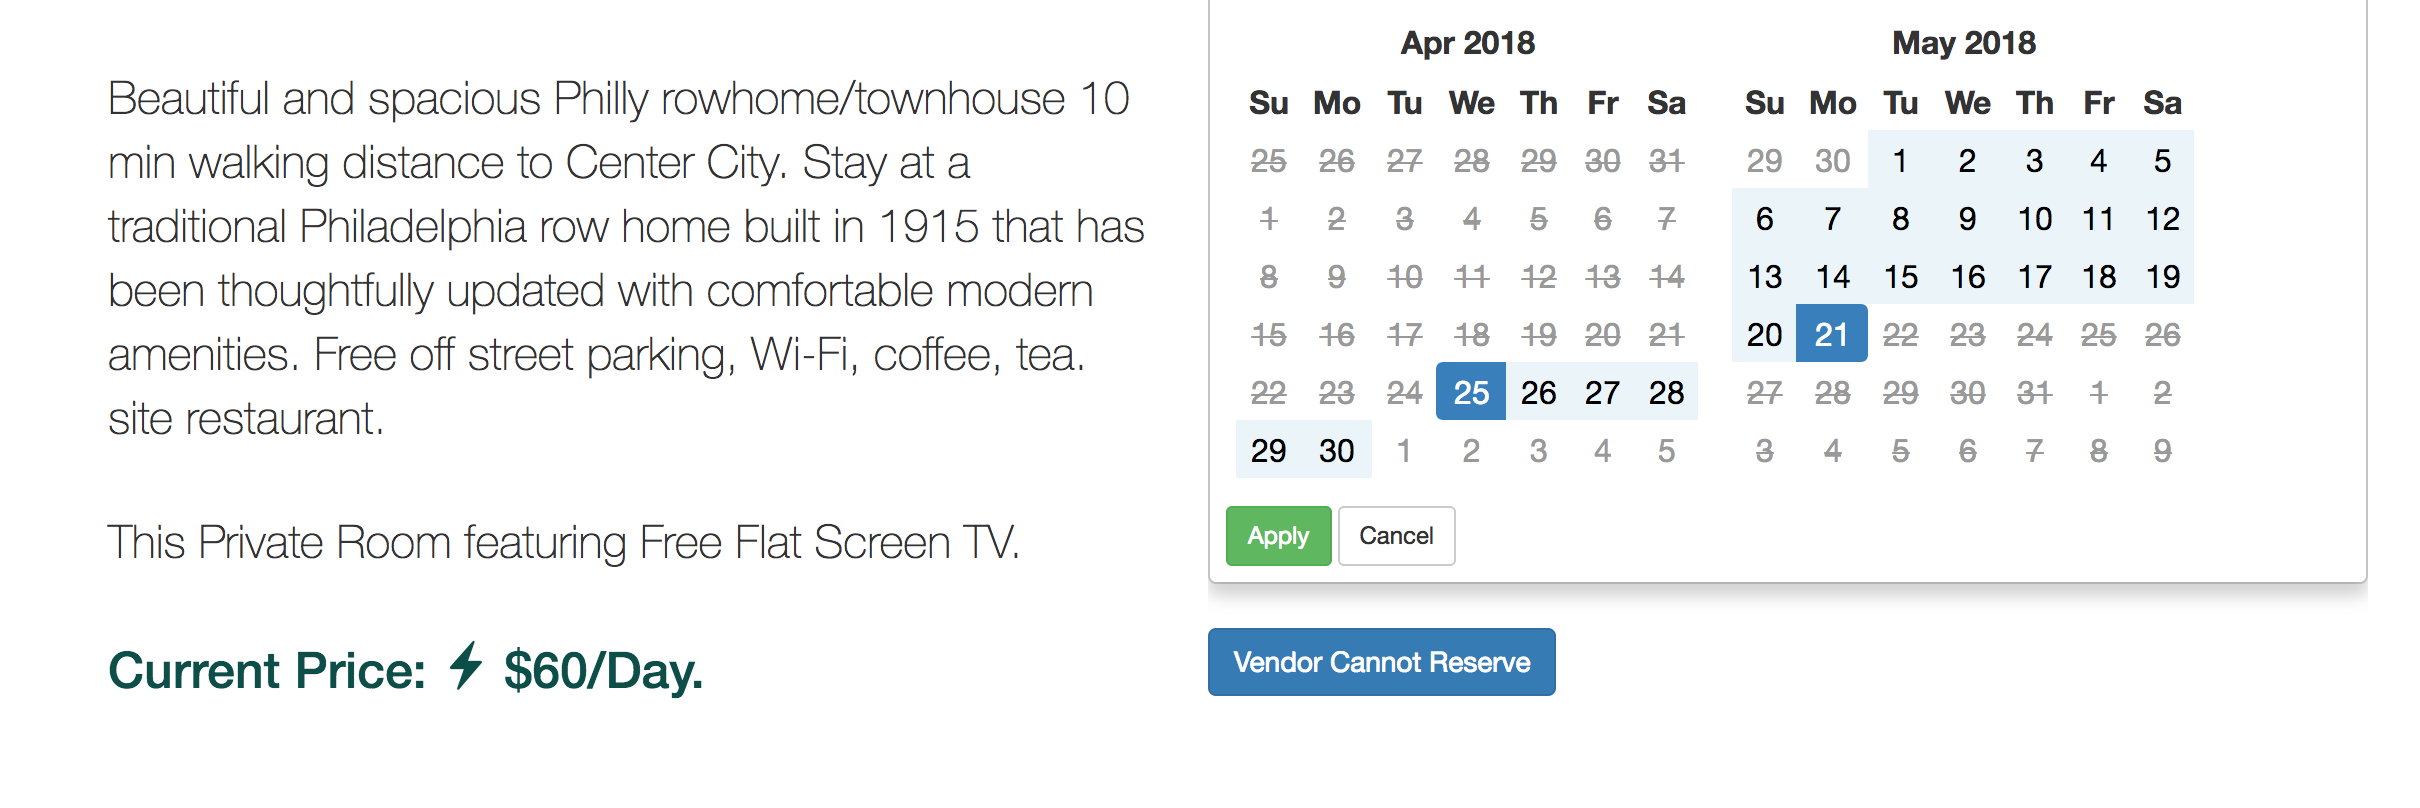 Beautiful and spacious Philly rowhome/townhouse 10
min walking distance to Center City. Stay at a
traditional Philadelphia row home built in 1915 that has
been thoughtfully updated with comfortable modern
amenities. Free off street parking, Wi-Fi, coffee, tea.
site restaurant.
This Private Room featuring Free Flat Screen TV.
Current Price: $60/Day.
Apr 2018
Su Mo Tu We Th Fr Sa
25 26 27 28 29 30 31
1 2 3 4 5 6 7
8 9 10 11 12 13 14
15 16 17 18 19 20 21
22 23 24 25 26 27 28
29 30 1 2 3 4 5
May 2018
Su Mo Tu We Th Fr Sa
29 30 1 2 3 4 5
6 7 8 9 10 11 12
13 14 15 16 17 18 19
20 21 22 23 24 25 26
27 28 29 30 31 1 2
3 4 5 6 7 8 9
Apply Cancel
Vendor Cannot Reserve